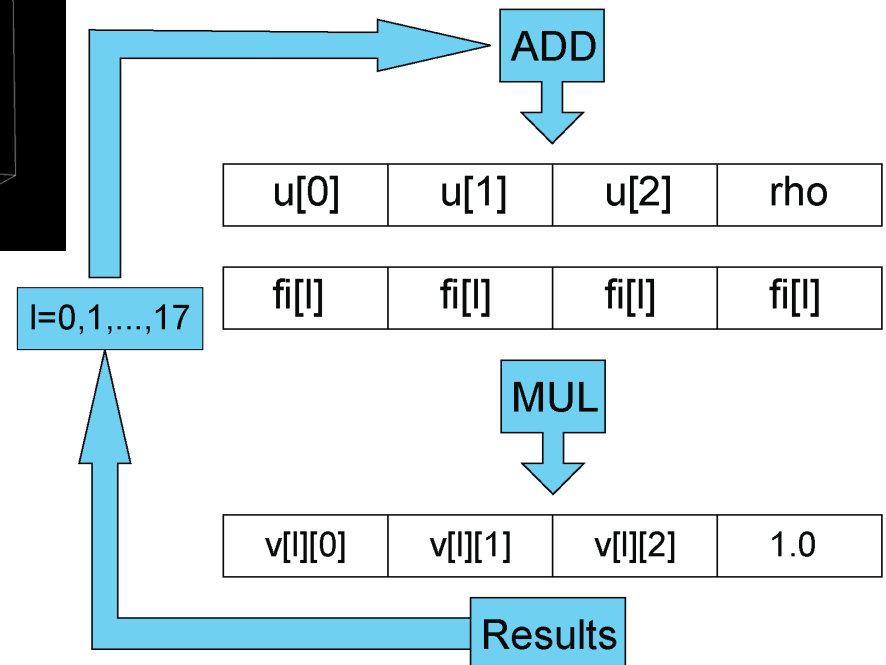 ADD
u[0] u[1] u[2] rho
fi[l] fi[l] fi[l] fi[l]
l=0,1,...,17
MUL
v[l][0] v[l][1] v[l][2] 1.0
Results